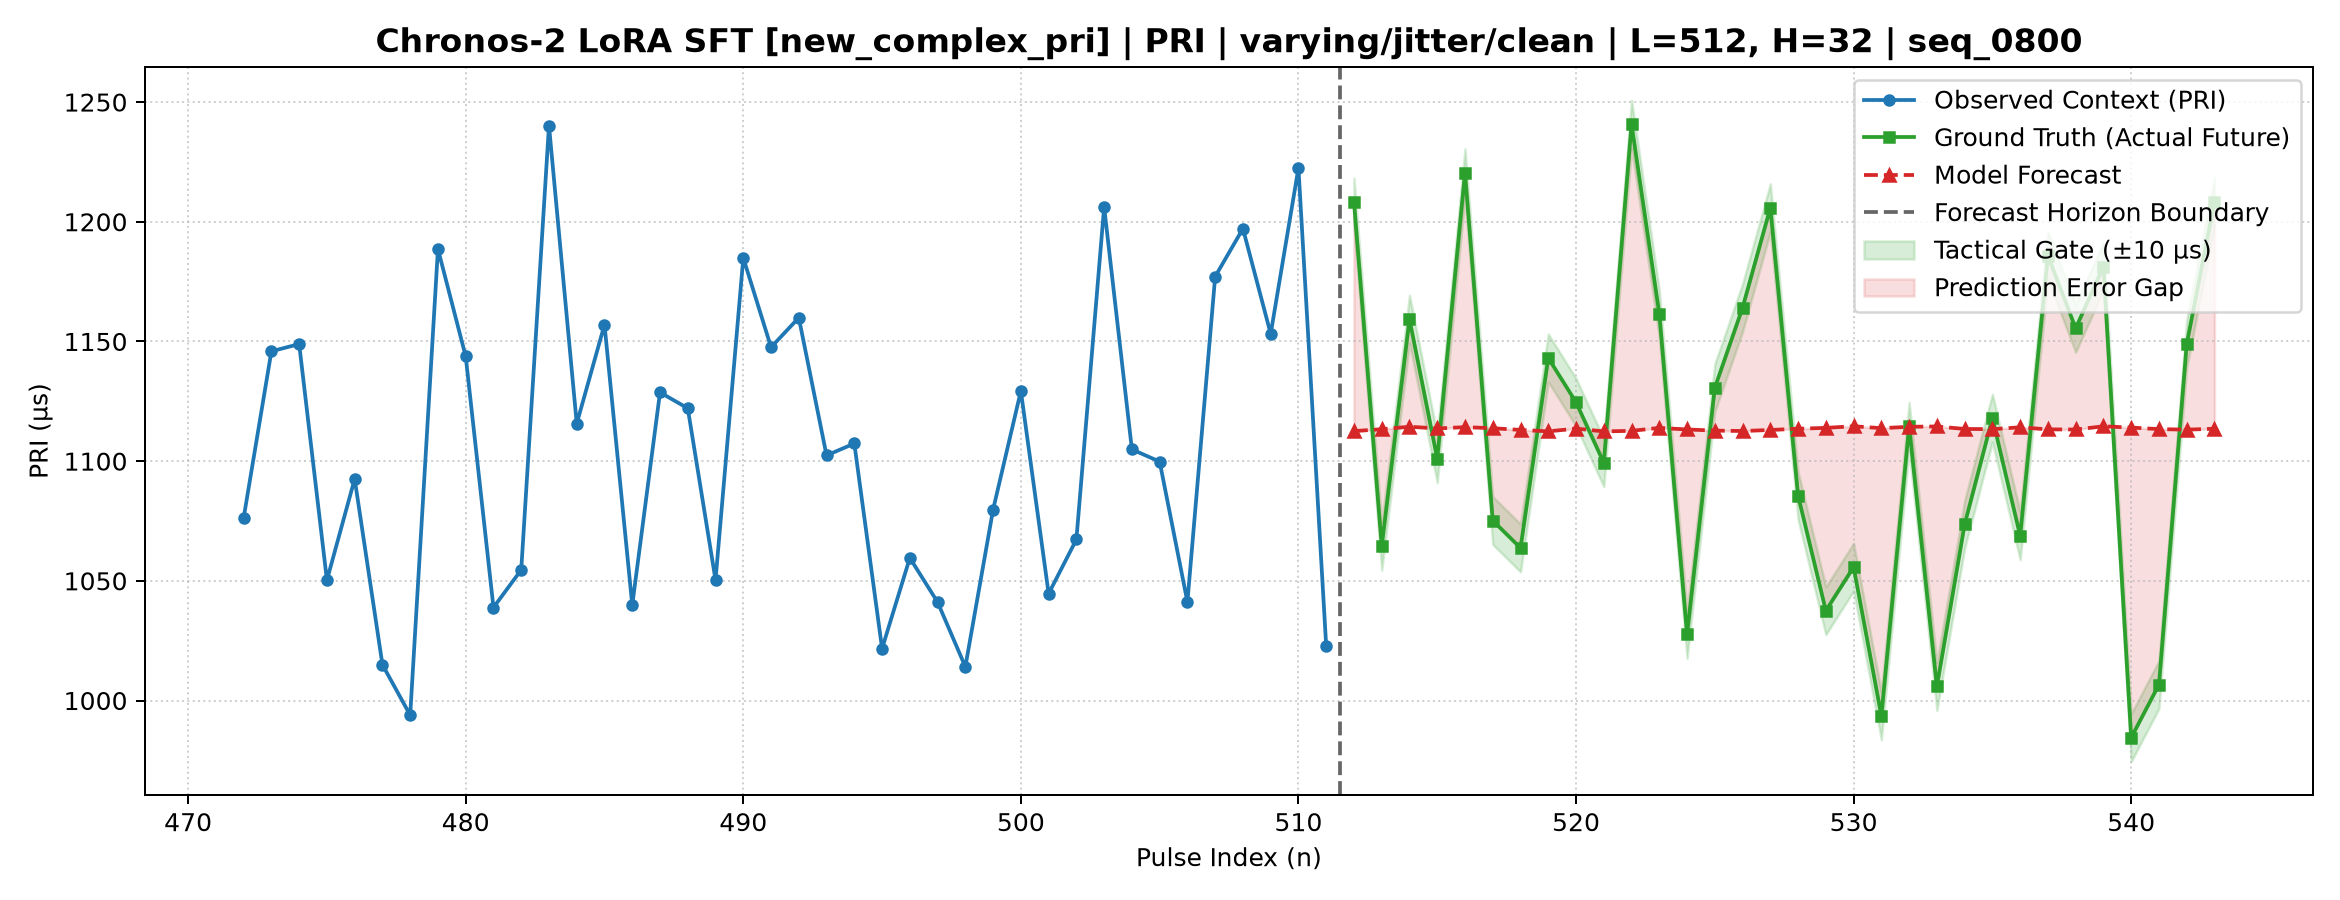 Chronos-2 LoRA SFT [new_complex_pri] | PRI | varying/jitter/clean | L=512, H=32 | seq_0800
Observed Context (PRI)
Ground Truth (Actual Future)
Model Forecast
Forecast Horizon Boundary
Tactical Gate (±10 µs)
Prediction Error Gap
PRI (µs)
1250
1200
1150
1100
1050
1000
470
480
490
500
510
520
530
540
Pulse Index (n)